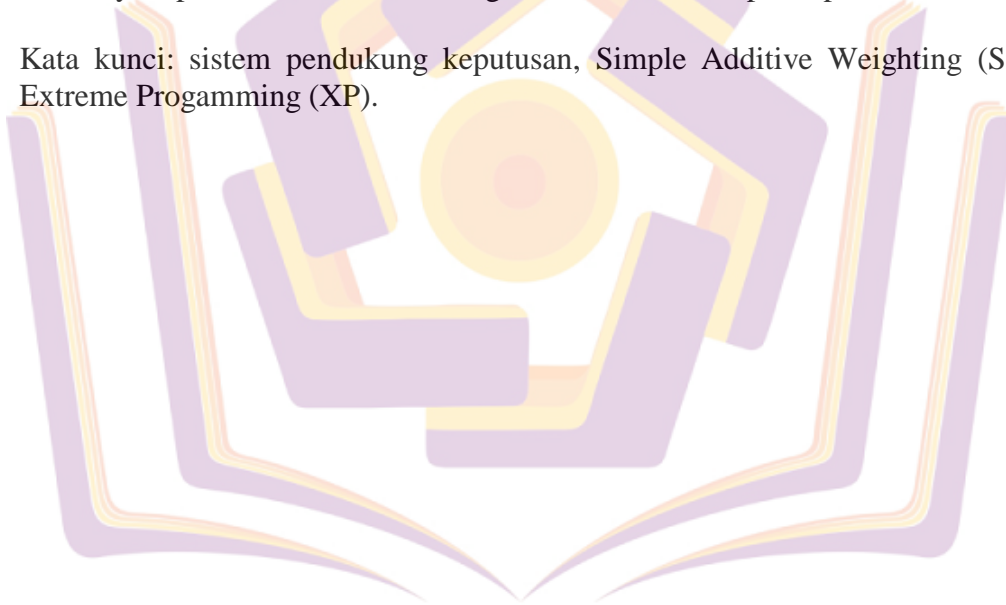 Kata kunci: sistem pendukung keputusan, Simple Additive Weighting (S
Extreme Progamming (XP).